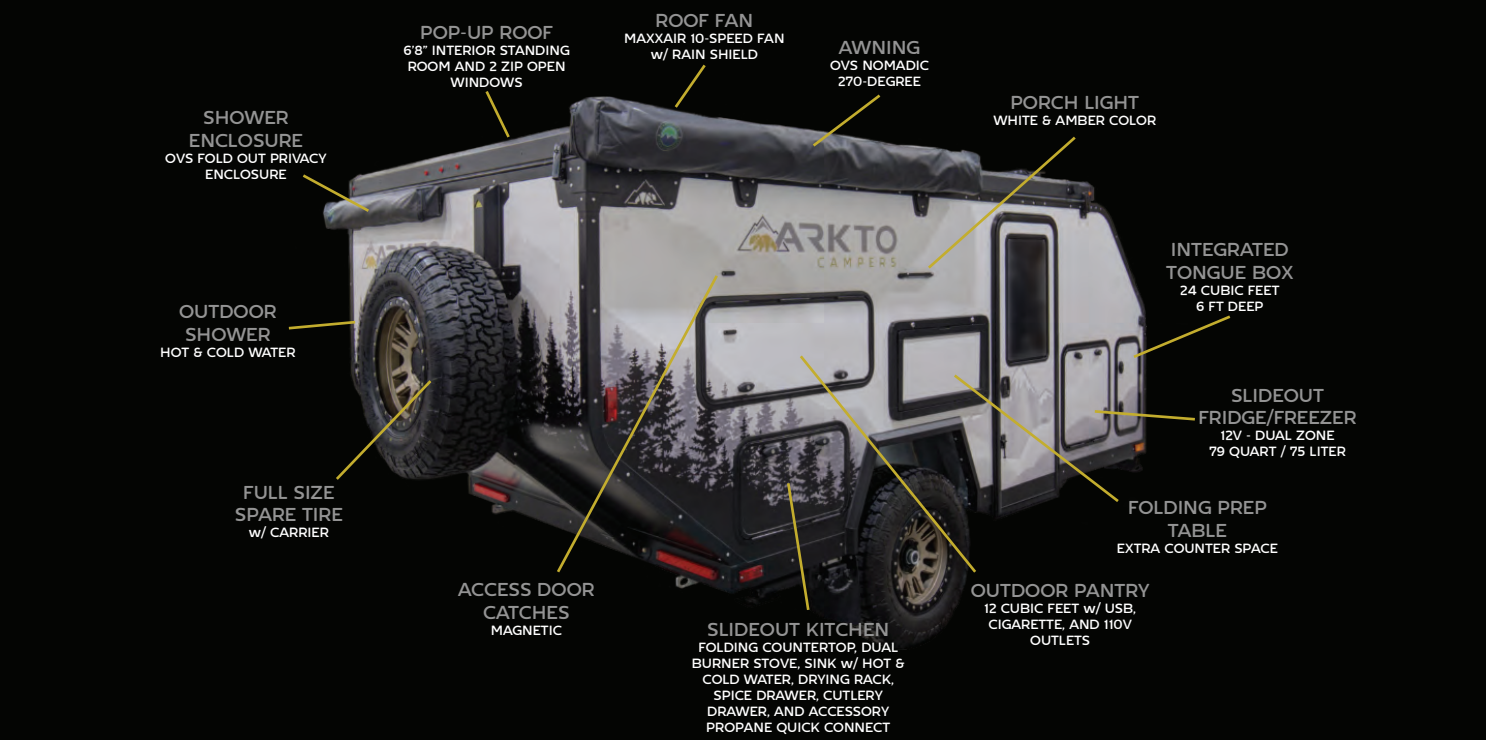 ROOF FAN
MAXXAIR 10-SPEED FAN
w/ RAIN SHIELD
POP-UP ROOF
6'8" INTERIOR STANDING
ROOM AND 2 ZIP OPEN
WINDOWS
AWNING
OVS NOMADIC
270-DEGREE
PORCH LIGHT
WHITE & AMBER COLOR
SHOWER
ENCLOSURE
OVS FOLD OUT PRIVACY
ENCLOSURE
ARKTO
CAMPERS
ARKTO
INTEGRATED
TONGUE BOX
24 CUBIC FEET
6 FT DEEP
OUTDOOR
SHOWER
HOT & COLD WATER
SLIDEOUT
FRIDGE/FREEZER
12V - DUAL ZONE
79 QUART / 75 LITER
FULL SIZE
SPARE TIRE
w/ CARRIER
FOLDING PREP
TABLE
EXTRA COUNTER SPACE
ACCESS DOOR
CATCHES
MAGNETIC
OUTDOOR PANTRY
12 CUBIC FEET w/ USB,
CIGARETTE, AND 110V
OUTLETS
SLIDEOUT KITCHEN
FOLDING COUNTERTOP, DUAL
BURNER STOVE, SINK w/ HOT &
COLD WATER, DRYING RACK,
SPICE DRAWER, CUTLERY
DRAWER, AND ACCESSORY
PROPANE QUICK CONNECT